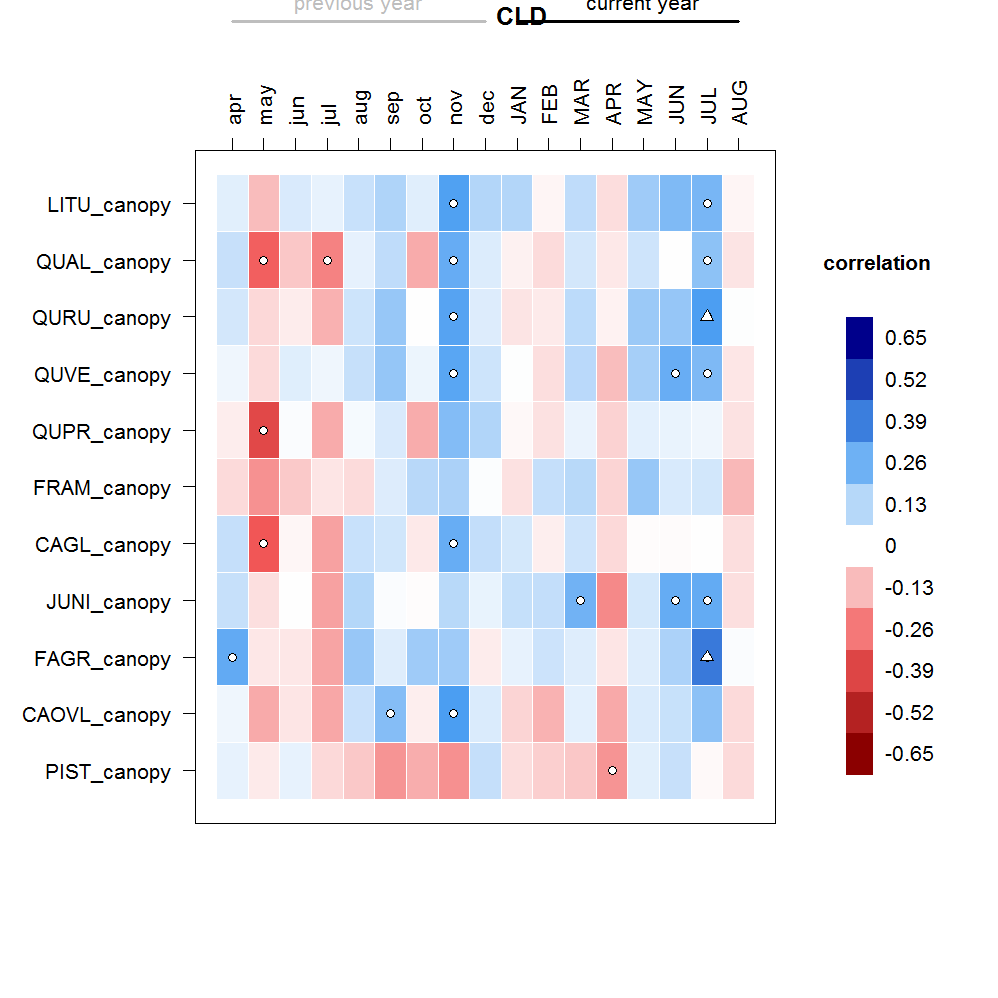 previous year current year
CLD
apr may jun jul aug sep oct nov dec JAN FEB MAR APR MAY JUN JUL AUG
LITU_canopy
QUAL_canopy
QURU_canopy
QUVE_canopy
QUPR_canopy
FRAM_canopy
CAGL_canopy
JUNI_canopy
FAGR_canopy
CAOVL_canopy
PIST_canopy
correlation
0.65
0.52
0.39
0.26
0.13
0
-0.13
-0.26
-0.39
-0.52
-0.65